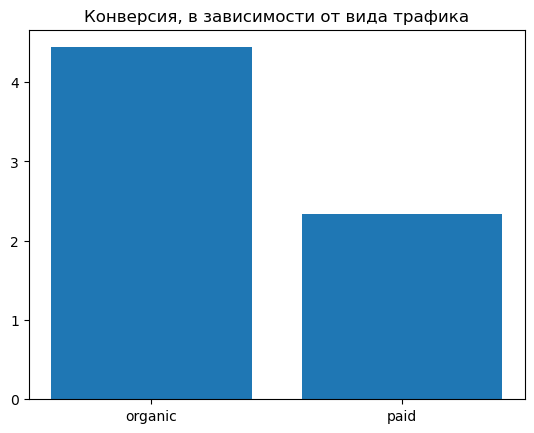 Конверсия, в зависимости от вида трафика
4
3
2
1
0
organic
paid